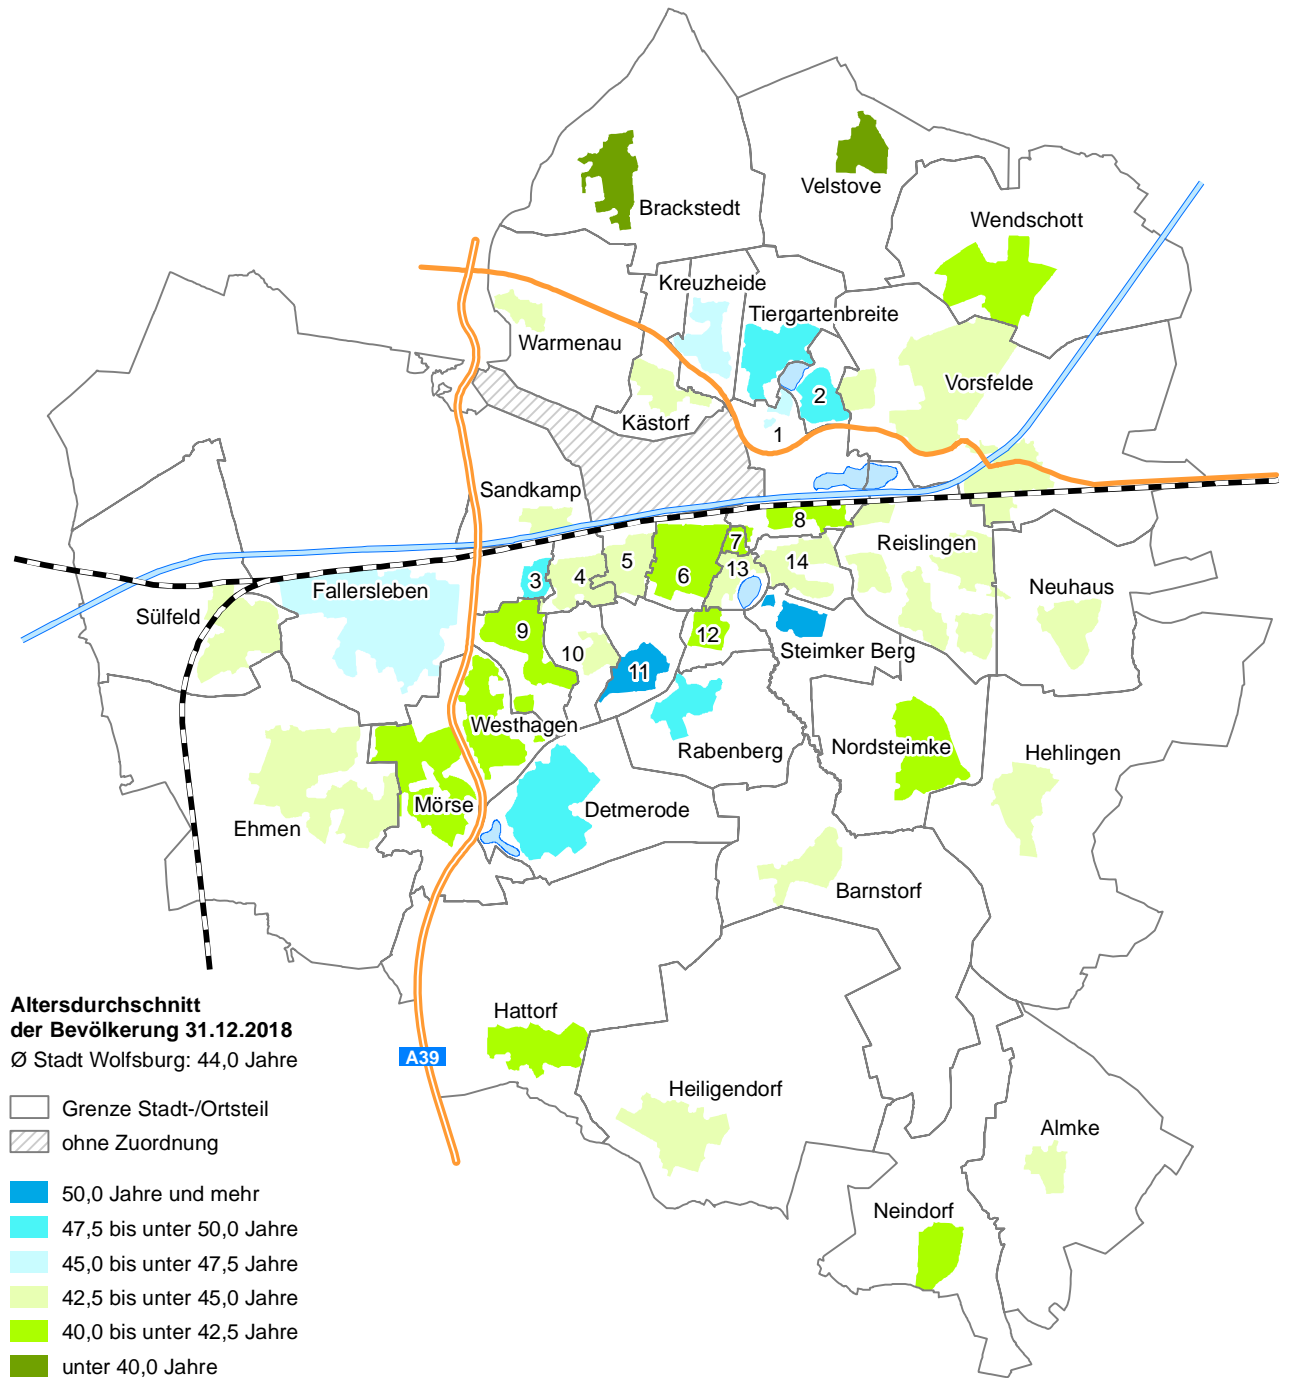 Velstove
Brackstedt
Wendschott
Kreuzheide
Tiergartenbreite
Warmenau
Vorsfelde
2
Kästorf
1
Sandkamp
8
7
Reislingen
5
13
14
4
6
3
Fallersleben
Neuhaus
Sülfeld
9
12
10
Steimker Berg
11
Westhagen
Rabenberg
Nordsteimke
Hehlingen
Mörse
Detmerode
Ehmen
Barnstorf
Hattorf
A39
Heiligendorf
Almke
Neindorf
Altersdurchschnitt
der Bevölkerung 31.12.2018
Ø Stadt Wolfsburg: 44,0 Jahre
Grenze Stadt-/Ortsteil
ohne Zuordnung
50,0 Jahre und mehr
47,5 bis unter 50,0 Jahre
45,0 bis unter 47,5 Jahre
42,5 bis unter 45,0 Jahre
40,0 bis unter 42,5 Jahre
unter 40,0 Jahre